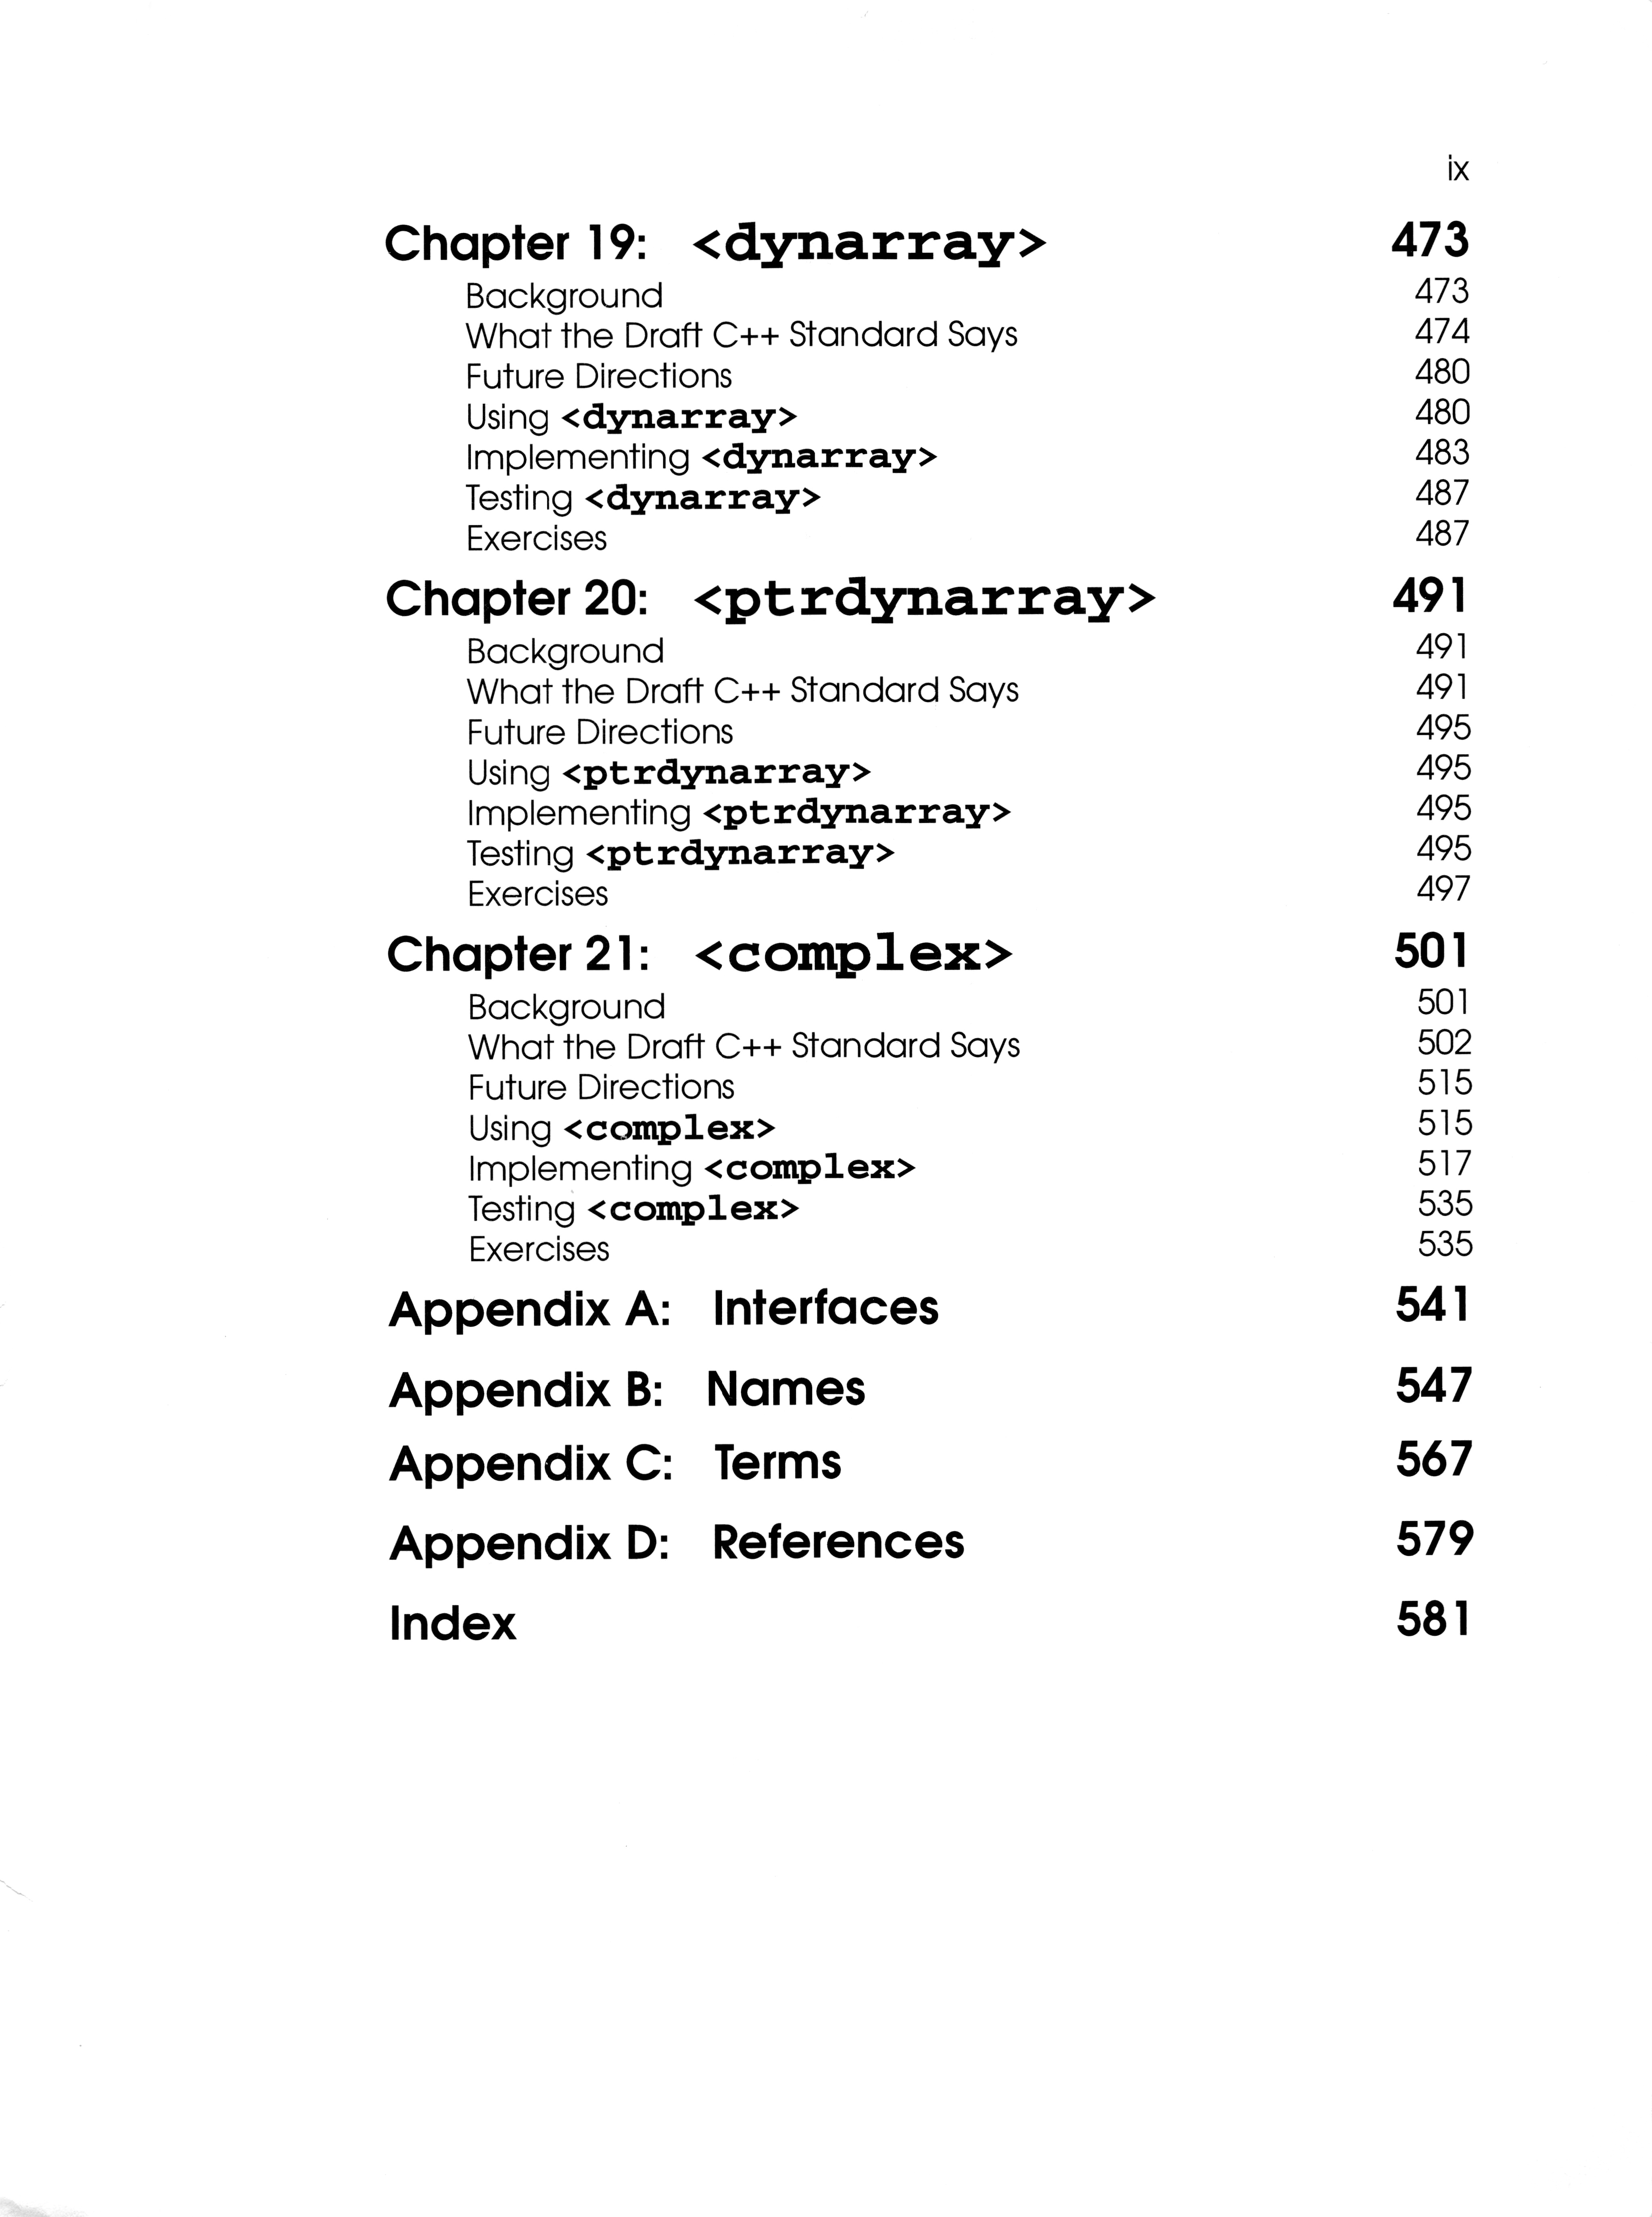 ix
Chapter 19: <dynarray> 473
Background 473
What the Draft C++ Standard Says 474
Future Directions 480
Using <dynarray> 480
Implementing <dynarray> 483
Testing <dynarray> 487
Exercises 487
Chapter 20: <ptrdynarray> 491
Background 491
What the Draft C++ Standard Says 491
Future Directions 495
Using <ptrdynarray> 495
Implementing <ptrdynarray> 495
Testing <ptrdynarray> 495
Exercises 497
Chapter 21: <complex> 501
Background 501
What the Draft C++ Standard Says 502
Future Directions 515
Using <complex> 515
Implementing <complex> 517
Testing <complex> 535
Exercises 535
Appendix A: Interfaces 541
Appendix B: Names 547
Appendix C: Terms 567
Appendix D: References 579
Index 581